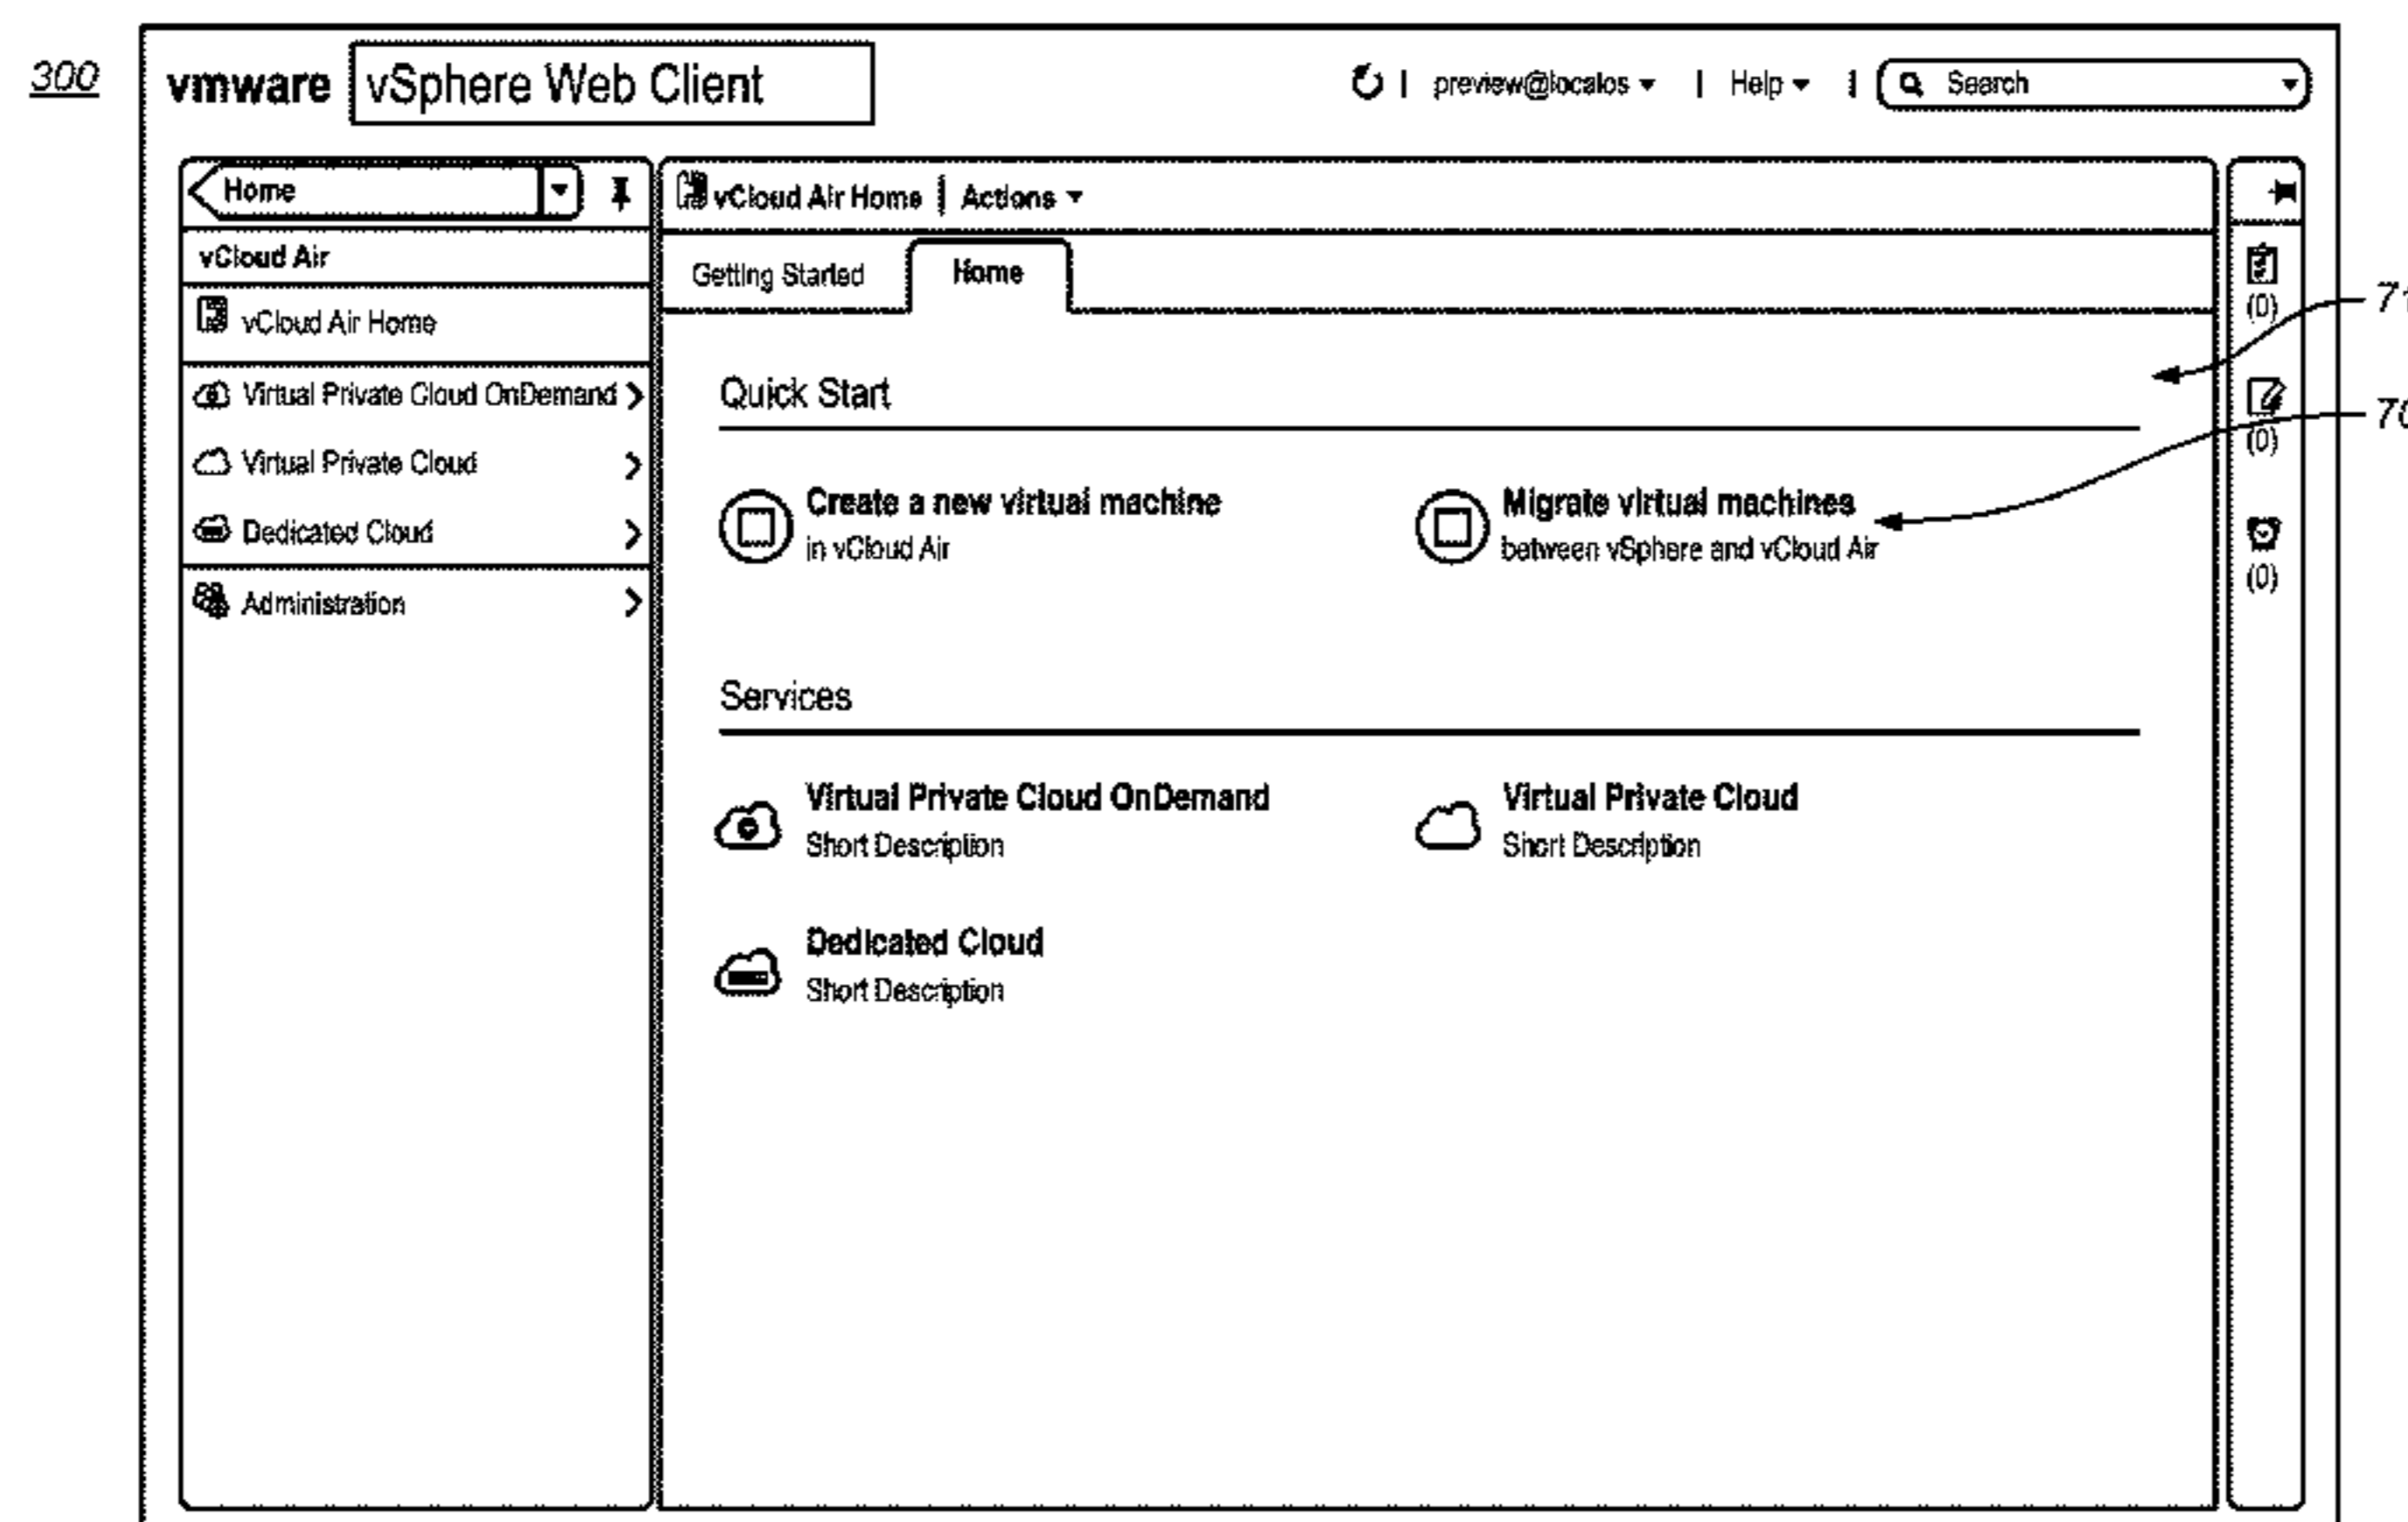 300
vmware vSphere Web Client
preview@localos | Help | Search
Home
vCloud Air
vCloud Air Home
Virtual Private Cloud OnDemand
Virtual Private Cloud
Dedicated Cloud
Administration
vCloud Air Home | Actions
Getting Started Home
Quick Start
Create a new virtual machine
in vCloud Air
Migrate virtual machines
between vSphere and vCloud Air
Services
Virtual Private Cloud OnDemand
Short Description
Virtual Private Cloud
Short Description
Dedicated Cloud
Short Description
(0)
(0)
(0)